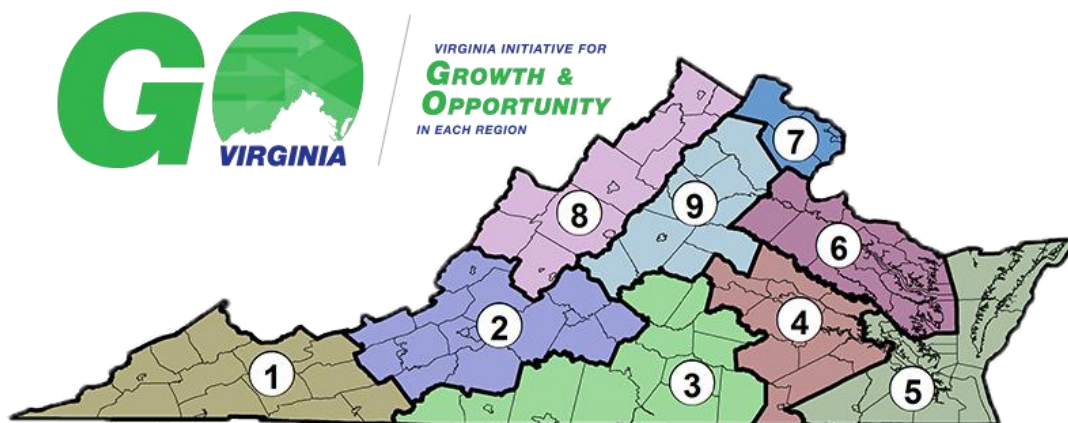 GO
VIRGINIA
VIRGINIA INITIATIVE FOR
GROWTH &
OPPORTUNITY
IN EACH REGION
7
8
9
6
2
4
1
3
5